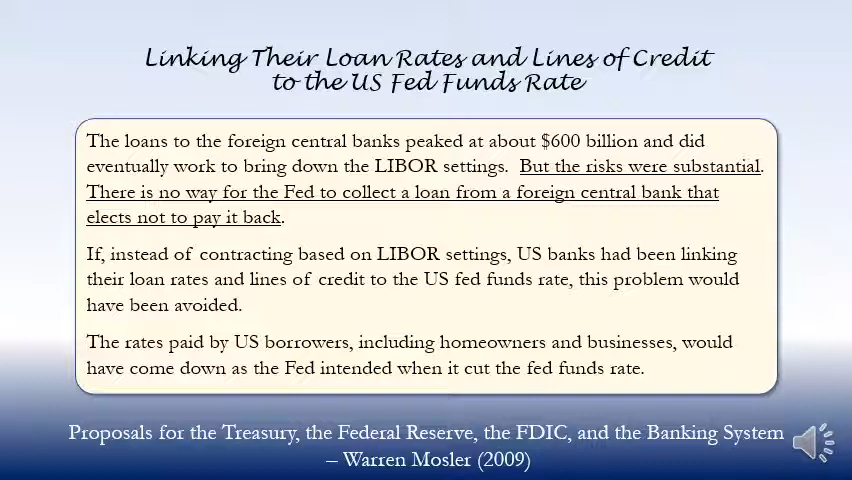 Linking Their Loan Rates and Lines of Credit
to the US Fed Funds Rate
The loans to the foreign central banks peaked at about $600 billion and did
eventually work to bring down the LIBOR settings.  But the risks were substantial.
There is no way for the Fed to collect a loan from a foreign central bank that
elects not to pay it back.
If, instead of contracting based on LIBOR settings, US banks had been linking
their loan rates and lines of credit to the US fed funds rate, this problem would
have been avoided.
The rates paid by US borrowers, including homeowners and businesses, would
have come down as the Fed intended when it cut the fed funds rate.
Proposals for the Treasury, the Federal Reserve, the FDIC, and the Banking System
– Warren Mosler (2009)